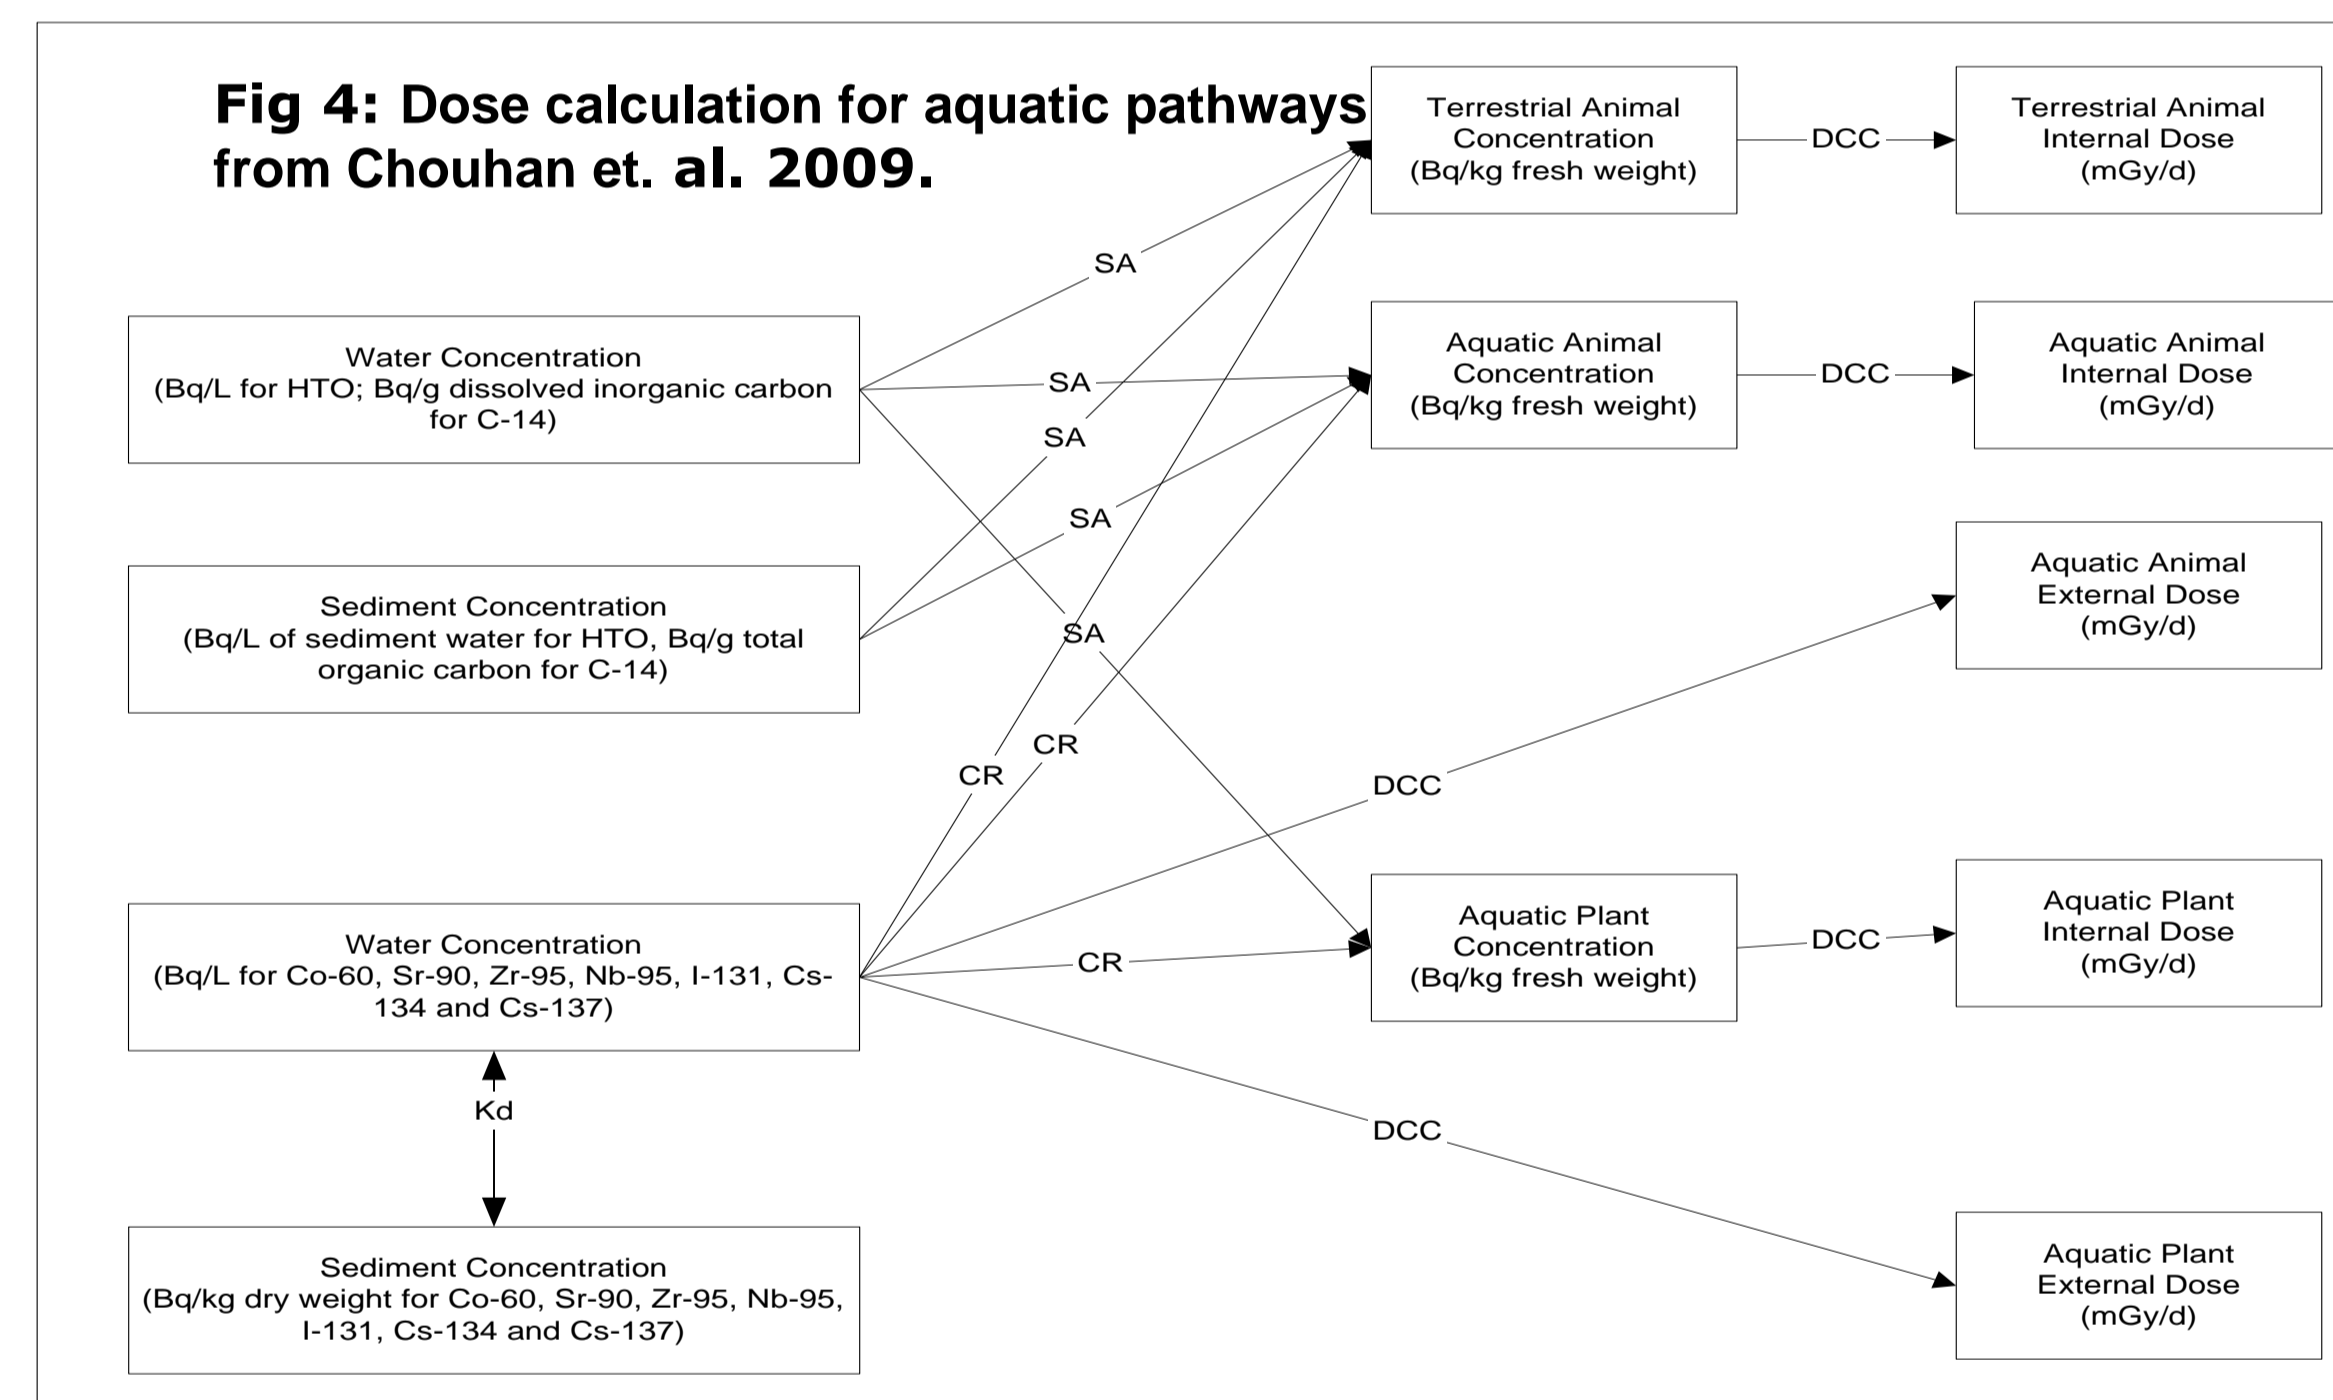 Fig 4: Dose calculation for aquatic pathways
from Chouhan et. al. 2009.
Terrestrial Animal
Concentration
(Bq/kg fresh weight)
DCC
Terrestrial Animal
Internal Dose
(mGy/d)
SA
Water Concentration
(Bq/L for HTO; Bq/g dissolved inorganic carbon
for C-14)
SA
Aquatic Animal
Concentration
(Bq/kg fresh weight)
DCC
Aquatic Animal
Internal Dose
(mGy/d)
SA
SA
Sediment Concentration
(Bq/L of sediment water for HTO, Bq/g total
organic carbon for C-14)
SA
Aquatic Animal
External Dose
(mGy/d)
CR
CR
DCC
Water Concentration
(Bq/L for Co-60, Sr-90, Zr-95, Nb-95, I-131, Cs-
134 and Cs-137)
CR
Aquatic Plant
Concentration
(Bq/kg fresh weight)
DCC
Aquatic Plant
Internal Dose
(mGy/d)
Kd
DCC
Sediment Concentration
(Bq/kg dry weight for Co-60, Sr-90, Zr-95, Nb-95,
I-131, Cs-134 and Cs-137)
Aquatic Plant
External Dose
(mGy/d)